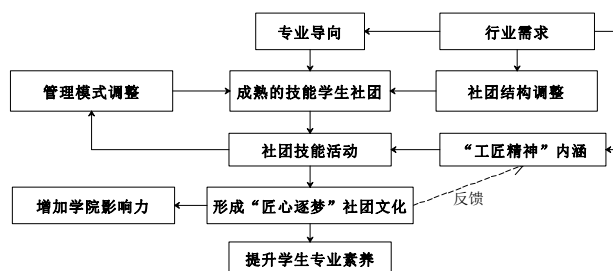 专业导向
行业需求
管理模式调整
成熟的技能学生社团
社团结构调整
社团技能活动
“工匠精神”内涵
增加学院影响力
形成“匠心逐梦”社团文化
反馈
提升学生专业素养